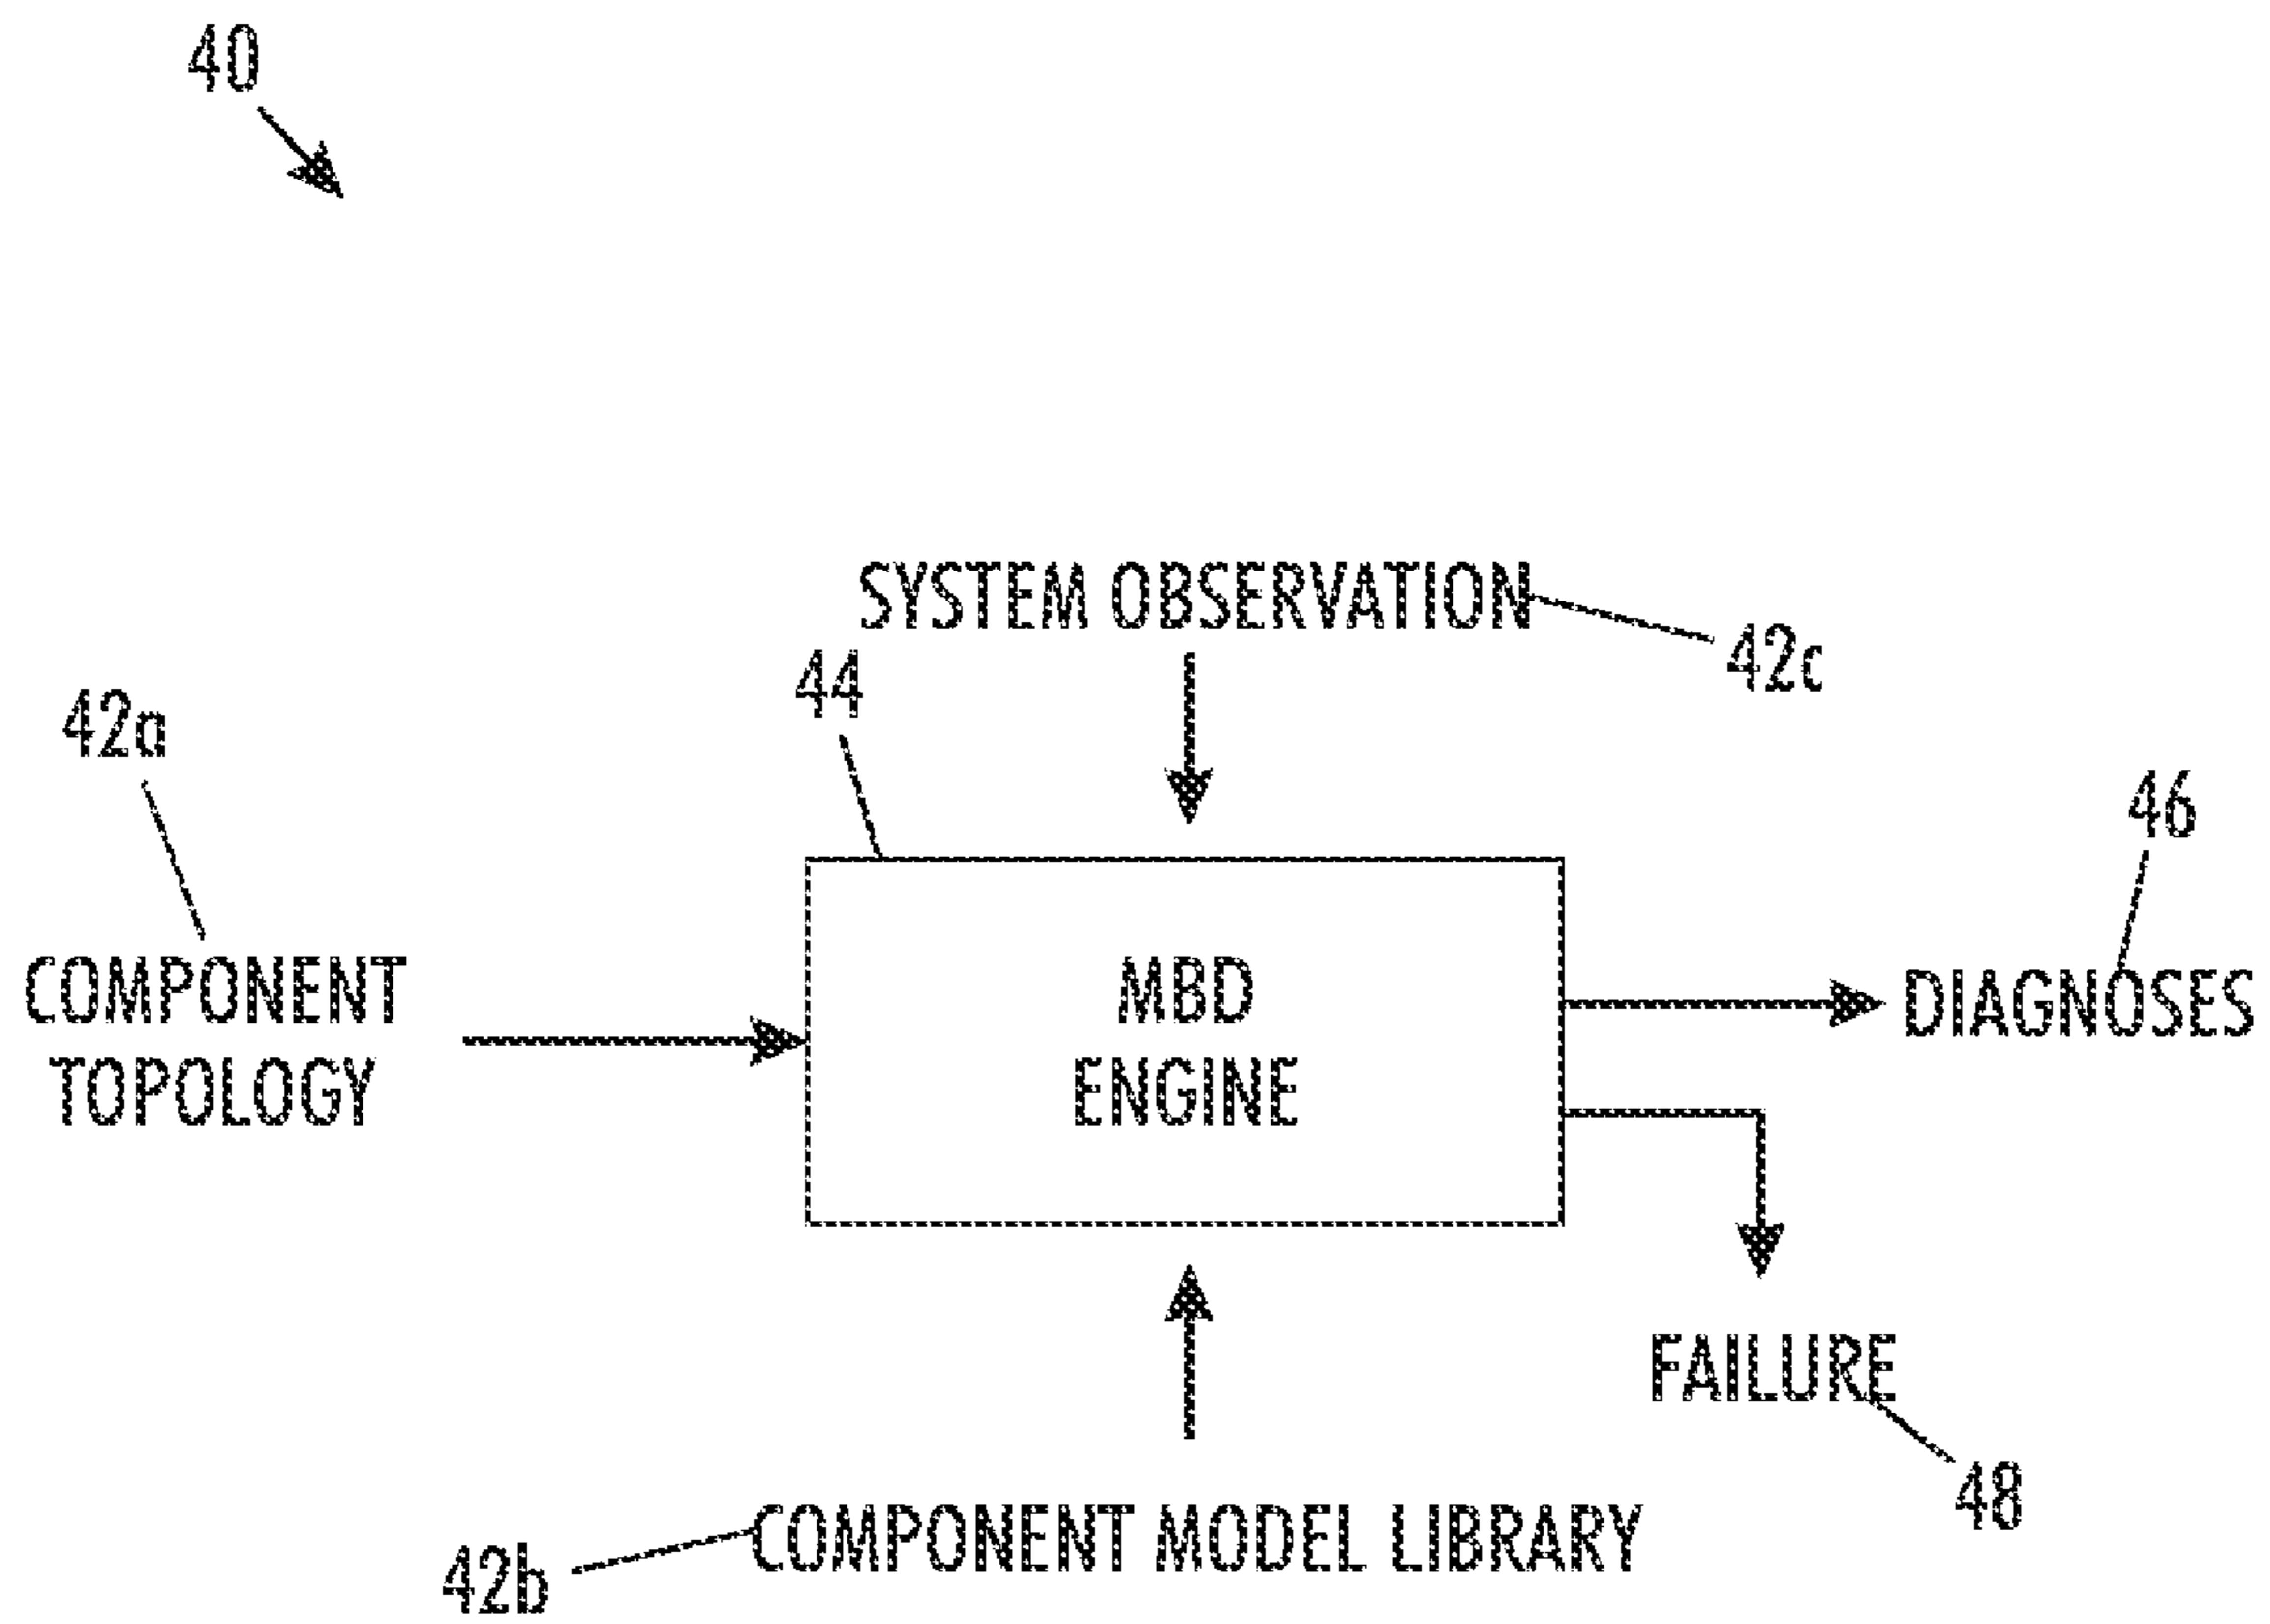 40
SYSTEM OBSERVATION
42c
44
42a
46
COMPONENT
TOPOLOGY
MBD
ENGINE
DIAGNOSES
FAILURE
48
COMPONENT MODEL LIBRARY
42b